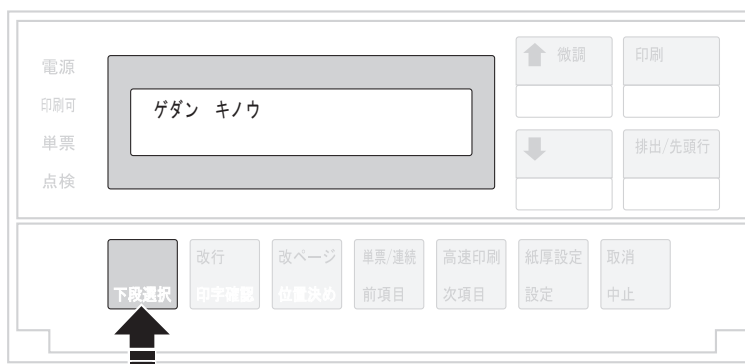 電源
印刷可
単票
点検
ゲダン キノウ
微調
印刷
排出/先頭行
下段選択
改行
印字確認
改ページ
位置決め
単票/連続
前項目
高速印刷
次項目
紙厚設定
設定
取消
中止